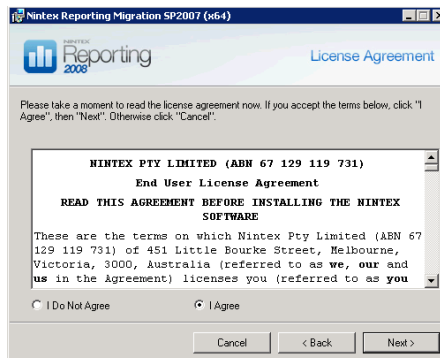 Nintex Reporting Migration SP2007 (x64)
NINTEX
Reporting
2008
License Agreement
Please take a moment to read the license agreement now. If you accept the terms below, click "I
Agree", then "Next". Otherwise click "Cancel".
NINTEX PTY LIMITED (ABN 67 129 119 731)
End User License Agreement
READ THIS AGREEMENT BEFORE INSTALLING THE NINTEX
SOFTWARE
These are the terms on which Nintex Pty Limited (ABN 67
129 119 731) of 451 Little Bourke Street, Melbourne,
Victoria, 3000, Australia (referred to as we, our and
us in the Agreement) licenses you (referred to as you
I Do Not Agree
I Agree
Cancel
< Back
Next >